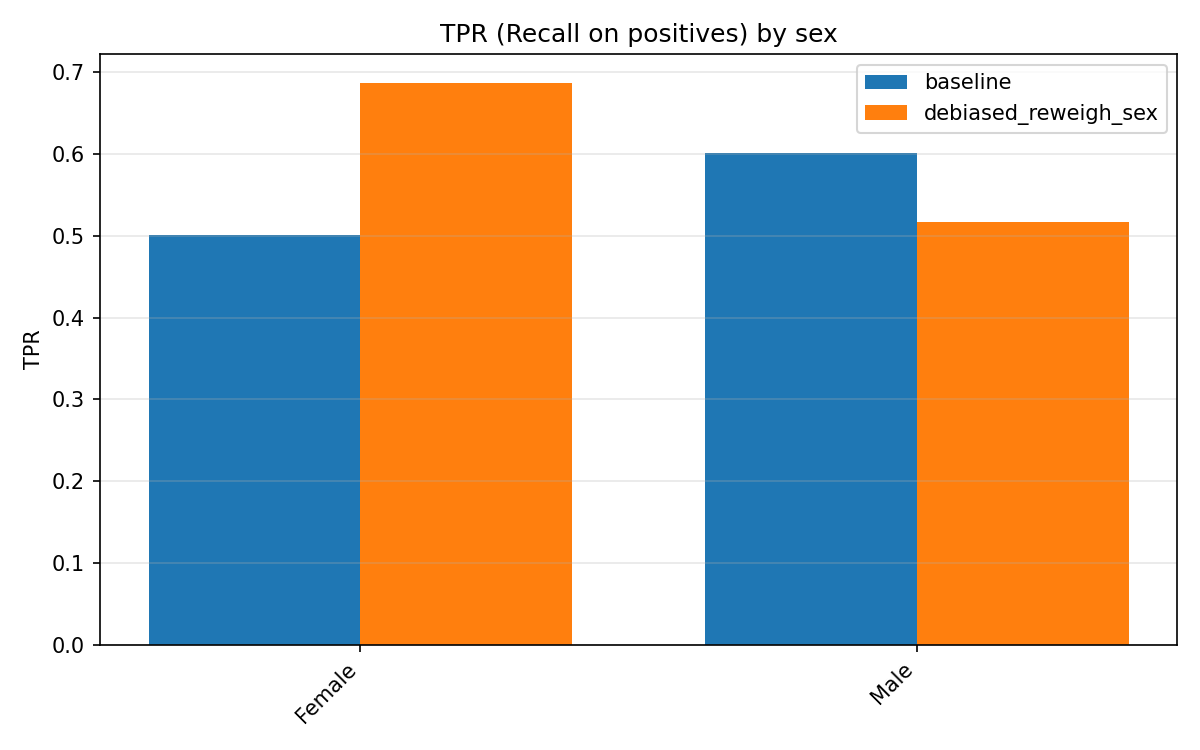 TPR (Recall on positives) by sex
baseline
debiased_reweigh_sex
TPR
0.7
0.6
0.5
0.4
0.3
0.2
0.1
0.0
Female
Male